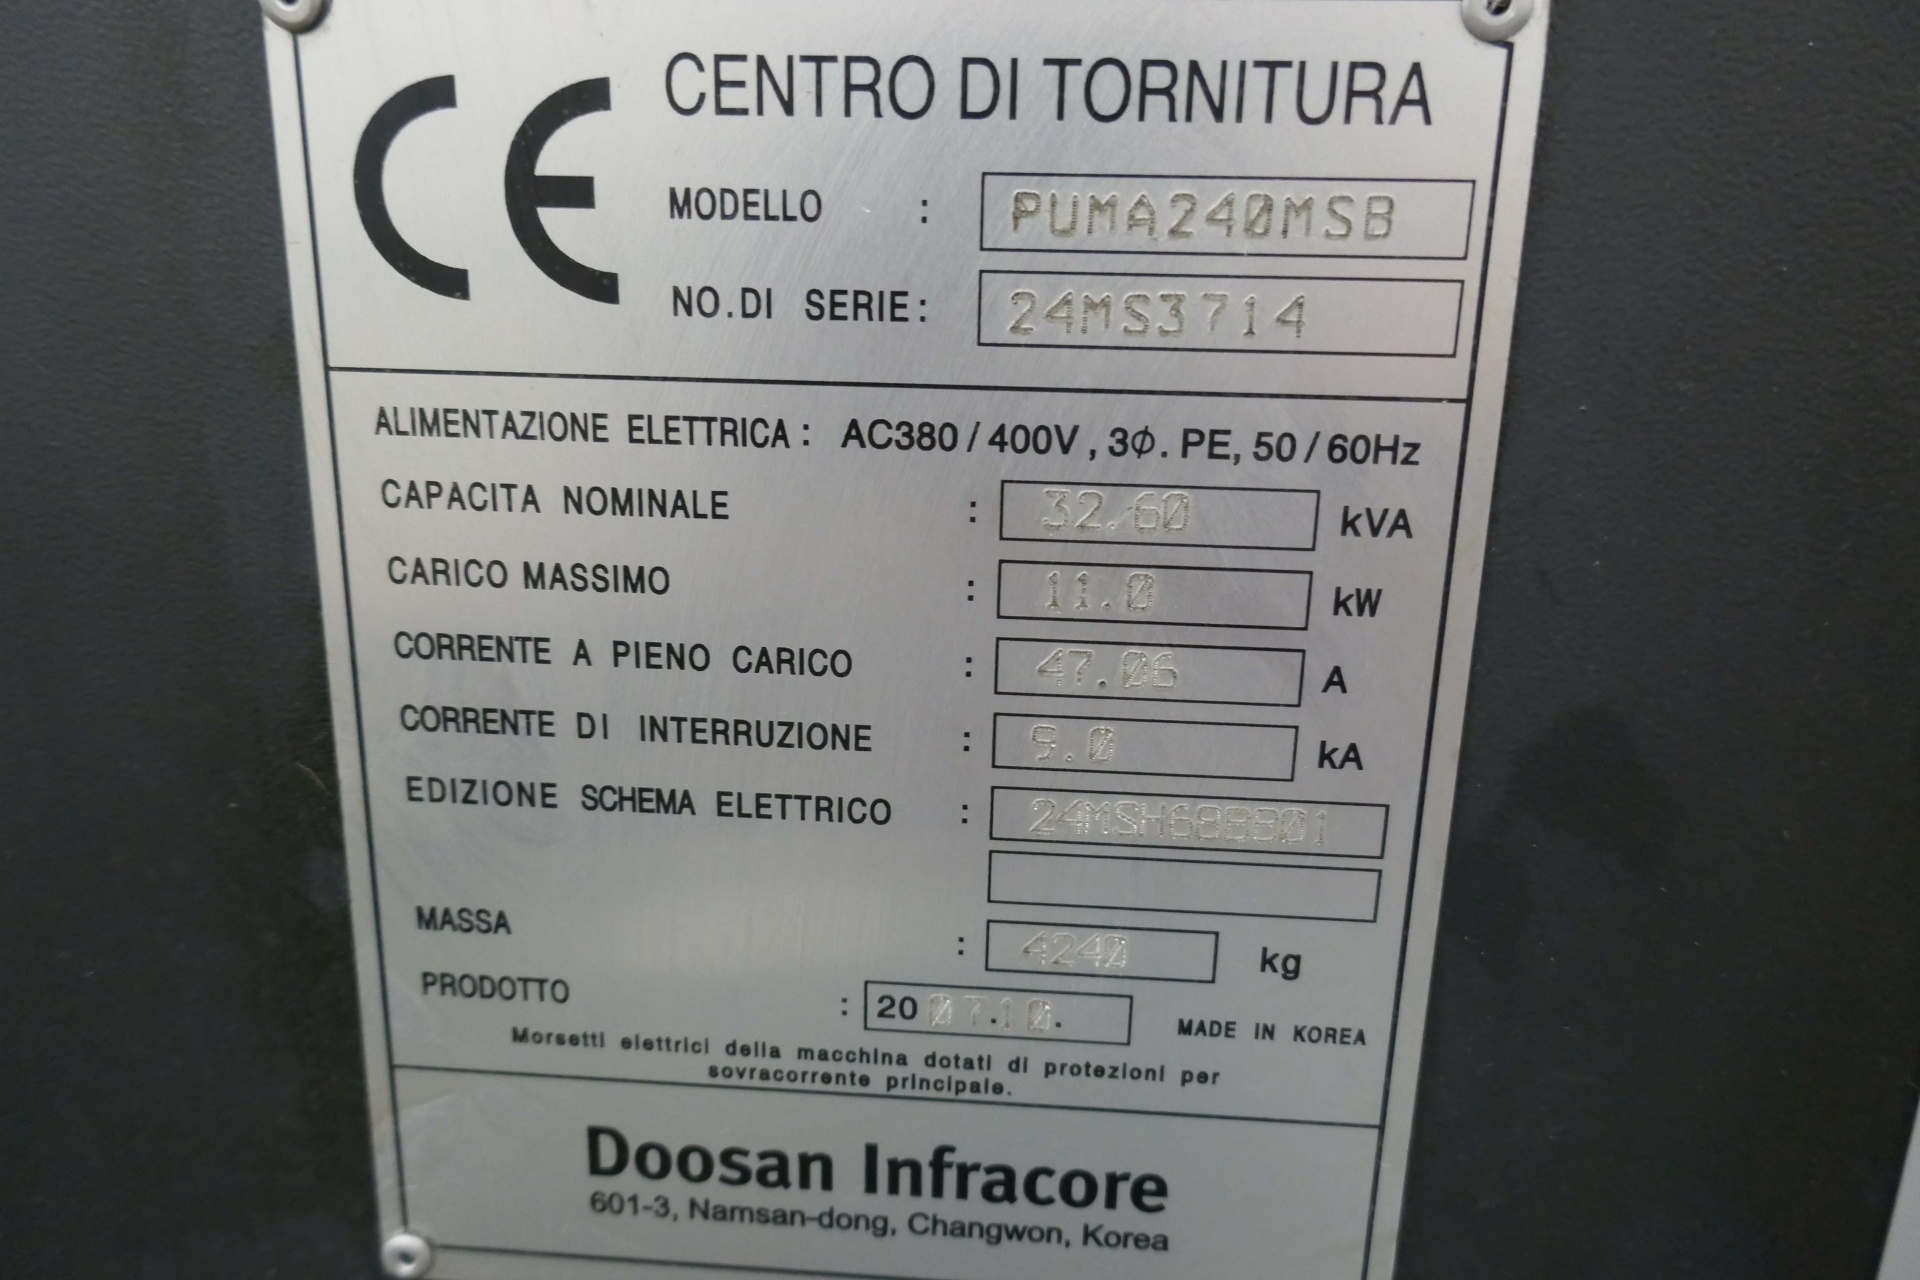 CE
CENTRO DI TORNITURA
MODELLO : PUMA240MSB
NO.DI SERIE: 24MS3714
ALIMENTAZIONE ELETTRICA : AC380/400V, 3Φ. PE, 50/60Hz
CAPACITA NOMINALE : 32.60 kVA
CARICO MASSIMO : 11.0 kW
CORRENTE A PIENO CARICO : 47.06 A
CORRENTE DI INTERRUZIONE : 9.0 kA
EDIZIONE SCHEMA ELETTRICO :
MASSA : 4240 kg
PRODOTTO : 2007.10. MADE IN KOREA
Morsetti elettrici della macchina dotati di protezioni per
sovracorrente principale.
Doosan Infracore
601-3, Namsan-dong, Changwon, Korea